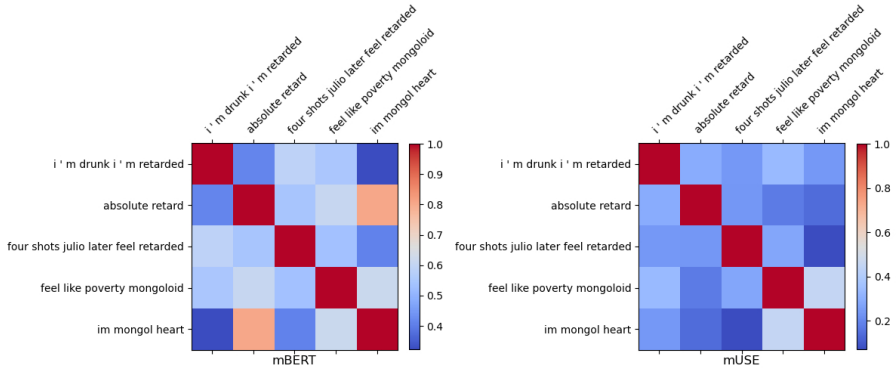 i ' m drunk i ' m retarded
absolute retard
four shots julio later feel retarded
feel like poverty mongoloid
im mongol heart
i ' m drunk i ' m retarded
absolute retard
four shots julio later feel retarded
feel like poverty mongoloid
im mongol heart
1.0
0.9
0.8
0.7
0.6
0.5
0.4
mBERT
i ' m drunk i ' m retarded
absolute retard
four shots julio later feel retarded
feel like poverty mongoloid
im mongol heart
i ' m drunk i ' m retarded
absolute retard
four shots julio later feel retarded
feel like poverty mongoloid
im mongol heart
1.0
0.8
0.6
0.4
0.2
mUSE